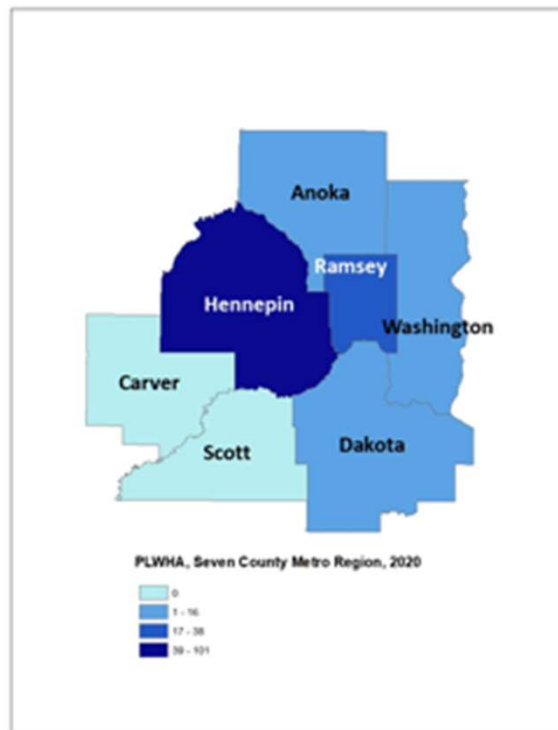 Anoka
Ramsey
Hennepin
Washington
Carver
Scott
Dakota
PLWHA, Seven County Metro Region, 2020
0
1 - 16
17 - 38
39 - 101